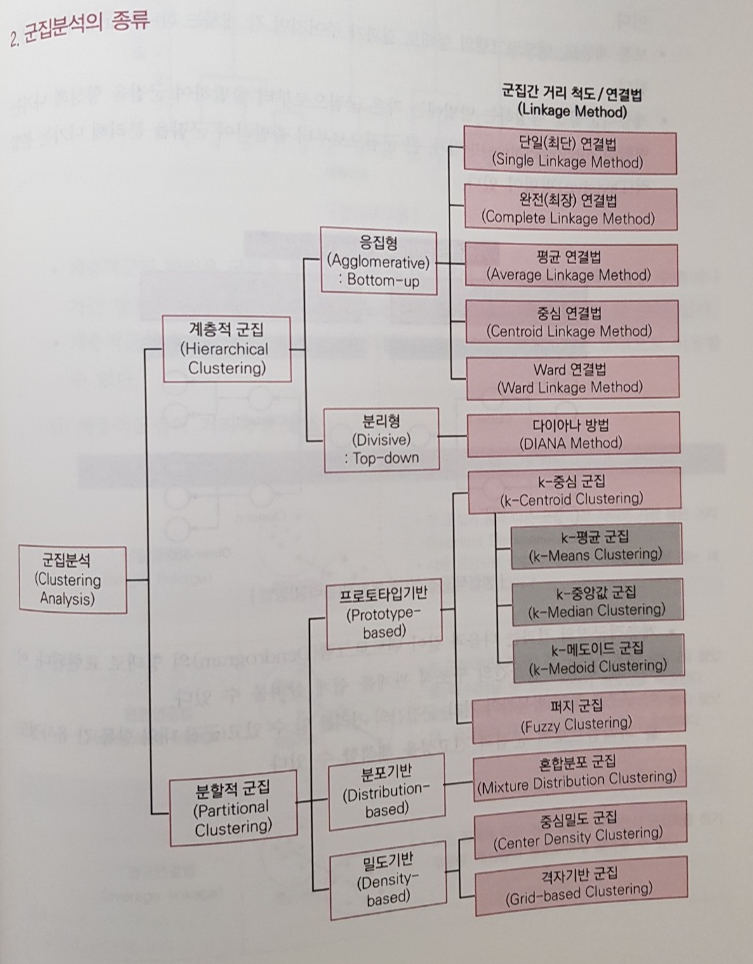 2. 군집분석의 종류
군집간 거리 척도/연결법
(Linkage Method)
단일(최단) 연결법
(Single Linkage Method)
완전(최장) 연결법
(Complete Linkage Method)
응집형
(Agglomerative)
: Bottom-up
평균 연결법
(Average Linkage Method)
중심 연결법
(Centroid Linkage Method)
계층적 군집
(Hierarchical
Clustering)
Ward 연결법
(Ward Linkage Method)
분리형
(Divisive)
: Top-down
다이아나 방법
(DIANA Method)
k-중심 군집
(k-Centroid Clustering)
k-평균 군집
(k-Means Clustering)
군집분석
(Clustering
Analysis)
프로토타입기반
(Prototype-
based)
k-중앙값 군집
(k-Median Clustering)
k-메도이드 군집
(k-Medoid Clustering)
퍼지 군집
(Fuzzy Clustering)
분할적 군집
(Partitional
Clustering)
분포기반
(Distribution-
based)
혼합분포 군집
(Mixture Distribution Clustering)
중심밀도 군집
(Center Density Clustering)
밀도기반
(Density-
based)
격자기반 군집
(Grid-based Clustering)